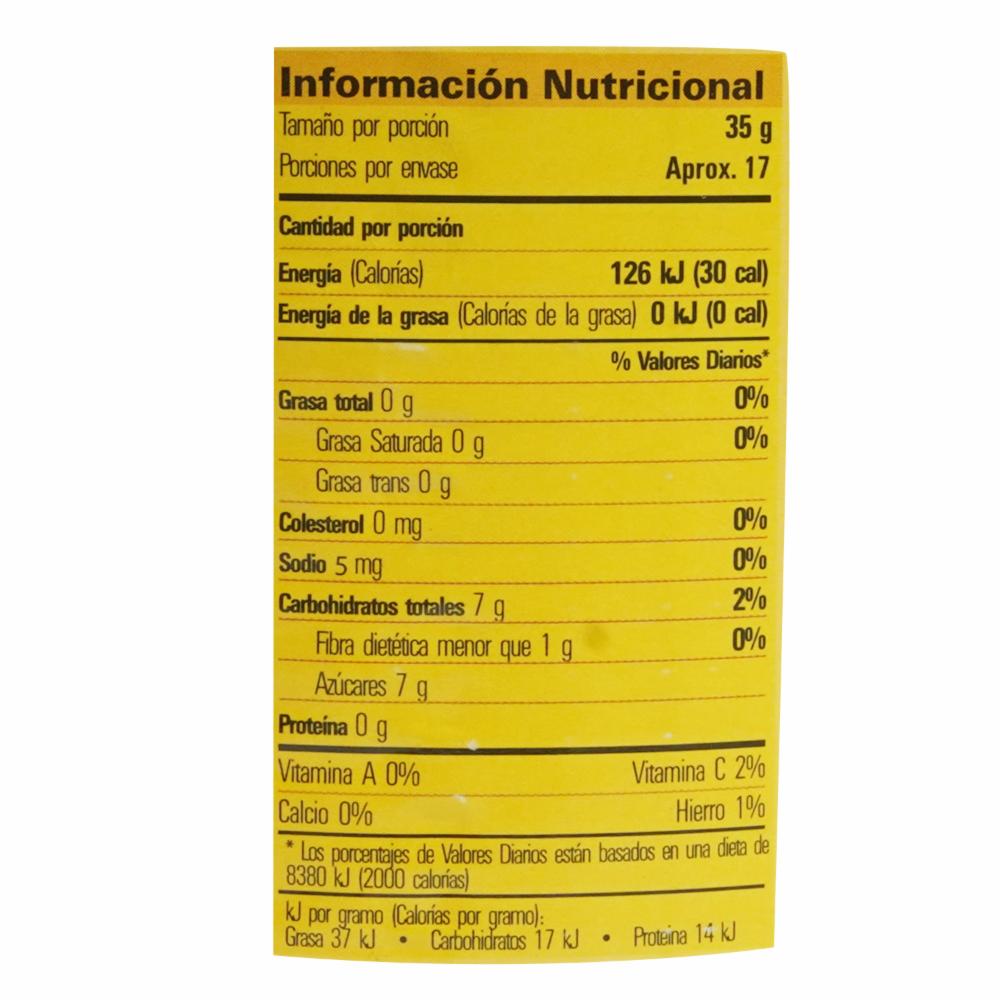 Información Nutricional
Tamaño por porción 35 g
Porciones por envase Aprox. 17
Cantidad por porción
Energía (Calorías) 126 kJ (30 cal)
Energía de la grasa (Calorías de la grasa) 0 kJ (0 cal)
% Valores Diarios*
Grasa total 0 g 0%
Grasa Saturada 0 g 0%
Grasa trans 0 g
Colesterol 0 mg 0%
Sodio 5 mg 0%
Carbohidratos totales 7 g 2%
Fibra dietética menor que 1 g 0%
Azúcares 7 g
Proteína 0 g
Vitamina A 0% Vitamina C 2%
Calcio 0% Hierro 1%
* Los porcentajes de Valores Diarios están basados en una dieta de
8380 kJ (2000 calorías)
kJ por gramo (Calorías por gramo):
Grasa 37 kJ • Carbohidratos 17 kJ • Proteína 14 kJ